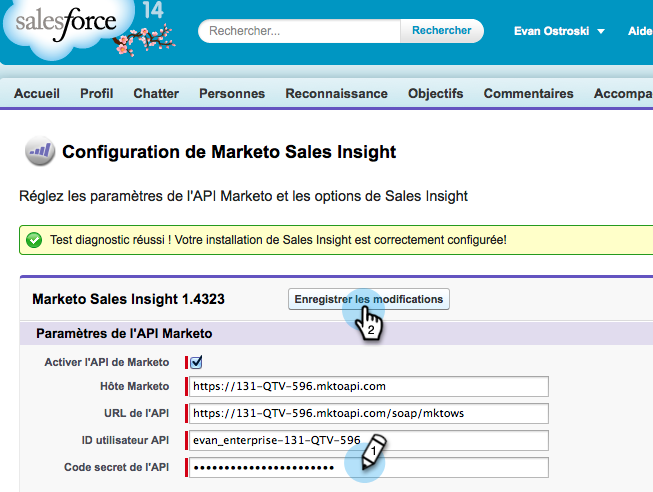 salesforce
14
Rechercher... Rechercher Evan Ostroski Aide
Accueil Profil Chatter Personnes Reconnaissance Objectifs Commentaires Accompa
Configuration de Marketo Sales Insight
Réglez les paramètres de l'API Marketo et les options de Sales Insight
Test diagnostic réussi ! Votre installation de Sales Insight est correctement configurée!
Marketo Sales Insight 1.4323 Enregistrer les modifications
2
Paramètres de l'API Marketo
Activer l'API de Marketo
Hôte Marketo https://131-QTV-596.mktoapi.com
URL de l'API https://131-QTV-596.mktoapi.com/soap/mktows
ID utilisateur API evan_enterprise-131-QTV-596
1
Code secret de l'API ••••••••••••••••••••••